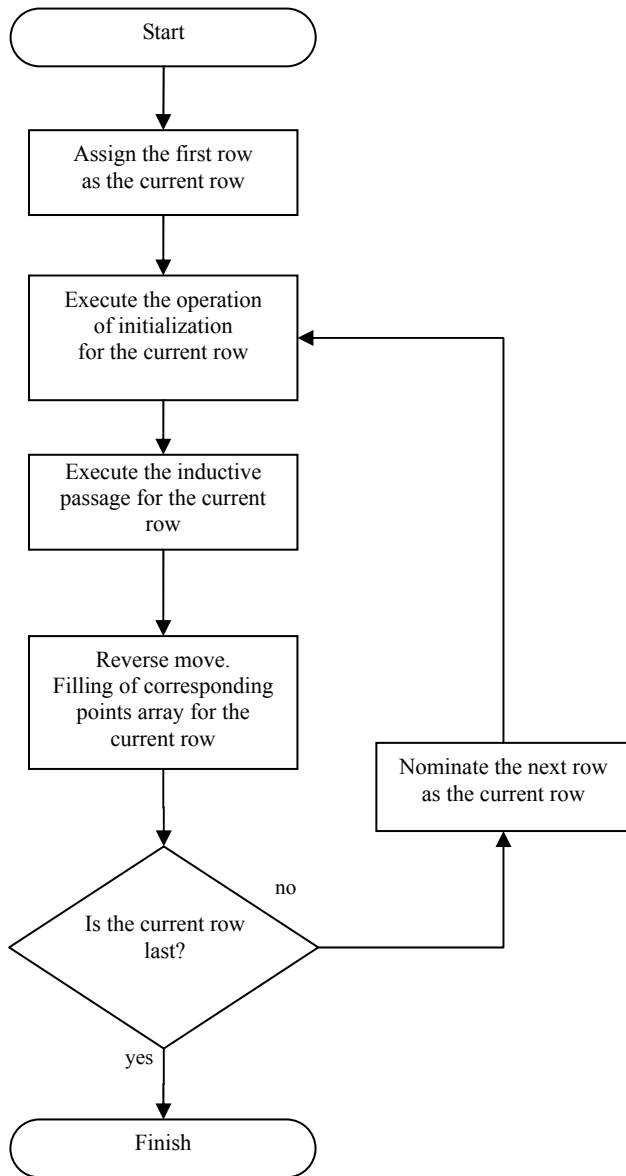 Start
Assign the first row
as the current row
Execute the operation
of initialization
for the current row
Execute the inductive
passage for the current
row
Reverse move.
Filling of corresponding
points array for the
current row
Nominate the next row
as the current row
no
Is the current row
last?
yes
Finish